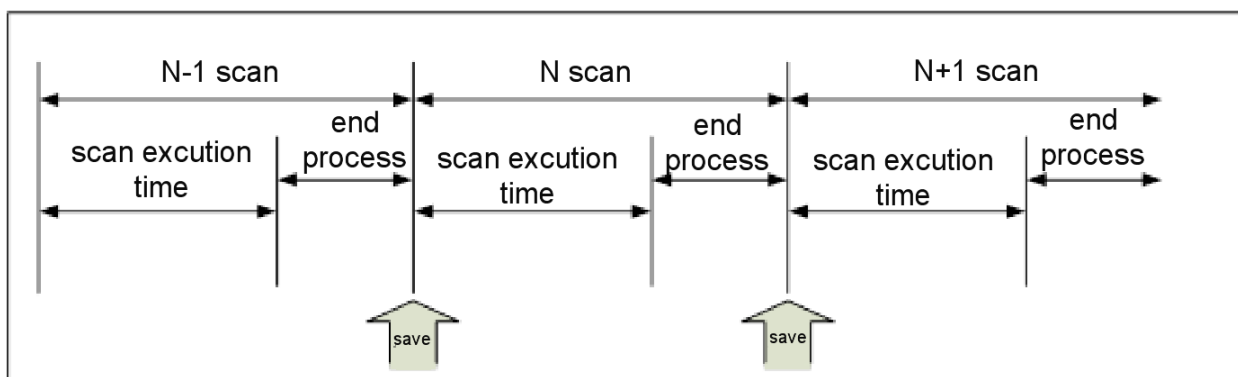 N-1 scan
N scan
N+1 scan
scan excution
time
end
process
scan excution
time
end
process
scan excution
time
end
process
save
save